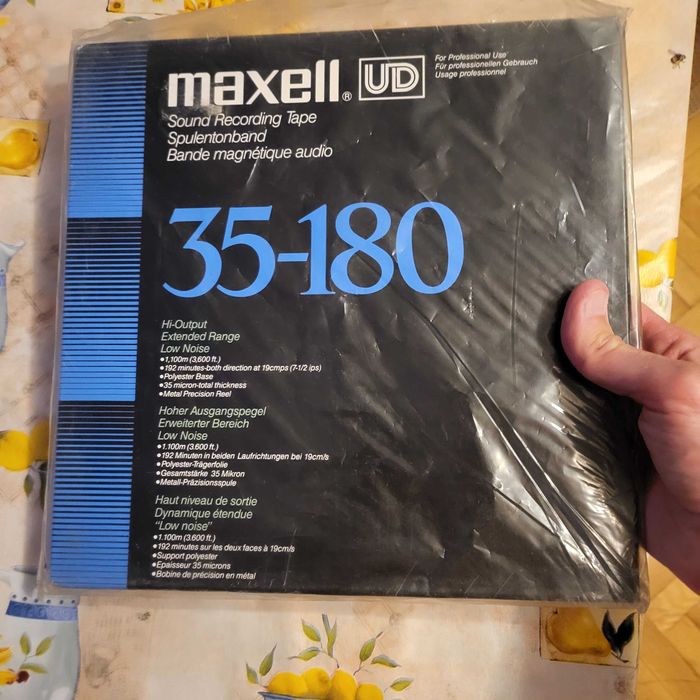 maxell® UD
For Professional Use
Für professionellen Gebrauch
Usage professionnel
Sound Recording Tape
Spulentonband
Bande magnétique audio
35-180
Hi-Output
Extended Range
Low Noise
•1,100m (3,600 ft.)
•192 minutes-both direction at 19cmps (7-1/2 ips)
•Polyester Base
•35 micron-total thickness
•Metal Precision Reel
Hoher Ausgangspegel
Erweiterter Bereich
Low Noise
•1.100m (3.600 ft.)
•192 Minuten in beiden Laufrichtungen bei 19cm/s
•Polyester-Trägerfolie
•Gesamtstärke 35 Mikron
•Metall-Präzisionsspule
Haut niveau de sortie
Dynamique étendue
"Low noise"
•1.100m (3.600 ft.)
•192 minutes sur les deux faces à 19cm/s
•Support polyester
•Epaisseur 35 microns
•Bobine de précision en métal